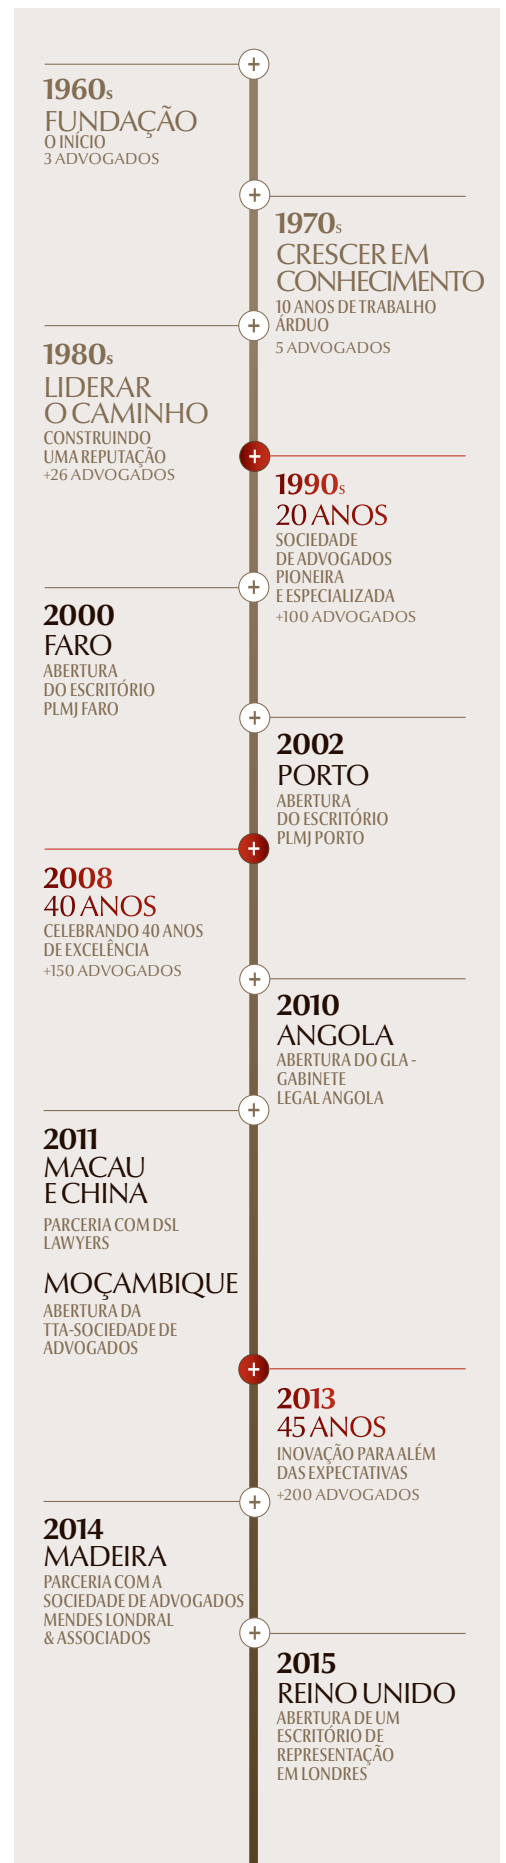 1960s
FUNDAÇÃO
O INÍCIO
3 ADVOGADOS
1970s
CRESCER EM
CONHECIMENTO
10 ANOS DE TRABALHO
ÁRDUO
5 ADVOGADOS
1980s
LIDERAR
O CAMINHO
CONSTRUINDO
UMA REPUTAÇÃO
+26 ADVOGADOS
1990s
20 ANOS
SOCIEDADE
DE ADVOGADOS
PIONEIRA
E ESPECIALIZADA
+100 ADVOGADOS
2000
FARO
ABERTURA
DO ESCRITÓRIO
PLMJ FARO
2002
PORTO
ABERTURA
DO ESCRITÓRIO
PLMJ PORTO
2008
40 ANOS
CELEBRANDO 40 ANOS
DE EXCELÊNCIA
+150 ADVOGADOS
2010
ANGOLA
ABERTURA DO GLA -
GABINETE
LEGAL ANGOLA
2011
MACAU
E CHINA
PARCERIA COM DSL
LAWYERS
MOÇAMBIQUE
ABERTURA DA
TTA-SOCIEDADE DE
ADVOGADOS
2013
45 ANOS
INOVAÇÃO PARA ALÉM
DAS EXPECTATIVAS
+200 ADVOGADOS
2014
MADEIRA
PARCERIA COM A
SOCIEDADE DE ADVOGADOS
MENDES LONDRAL
& ASSOCIADOS
2015
REINO UNIDO
ABERTURA DE UM
ESCRITÓRIO DE
REPRESENTAÇÃO
EM LONDRES